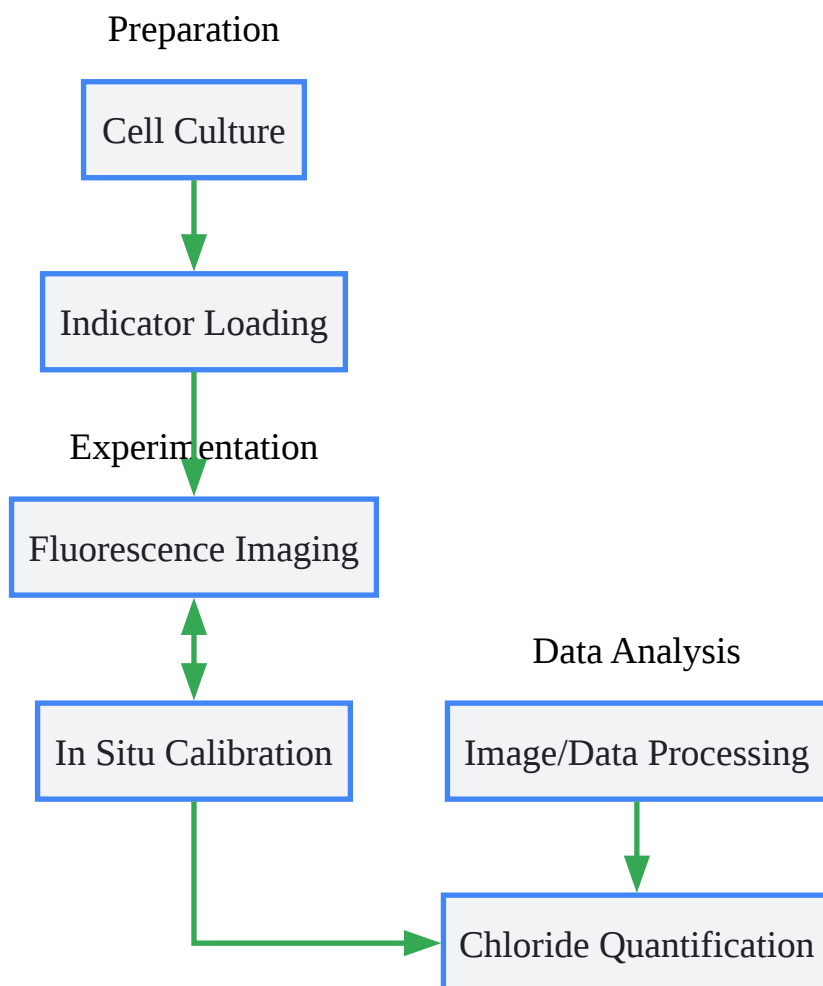 Preparation
Cell Culture
Indicator Loading
Experimentation
Fluorescence Imaging
Data Analysis
In Situ Calibration
Image/Data Processing
Chloride Quantification